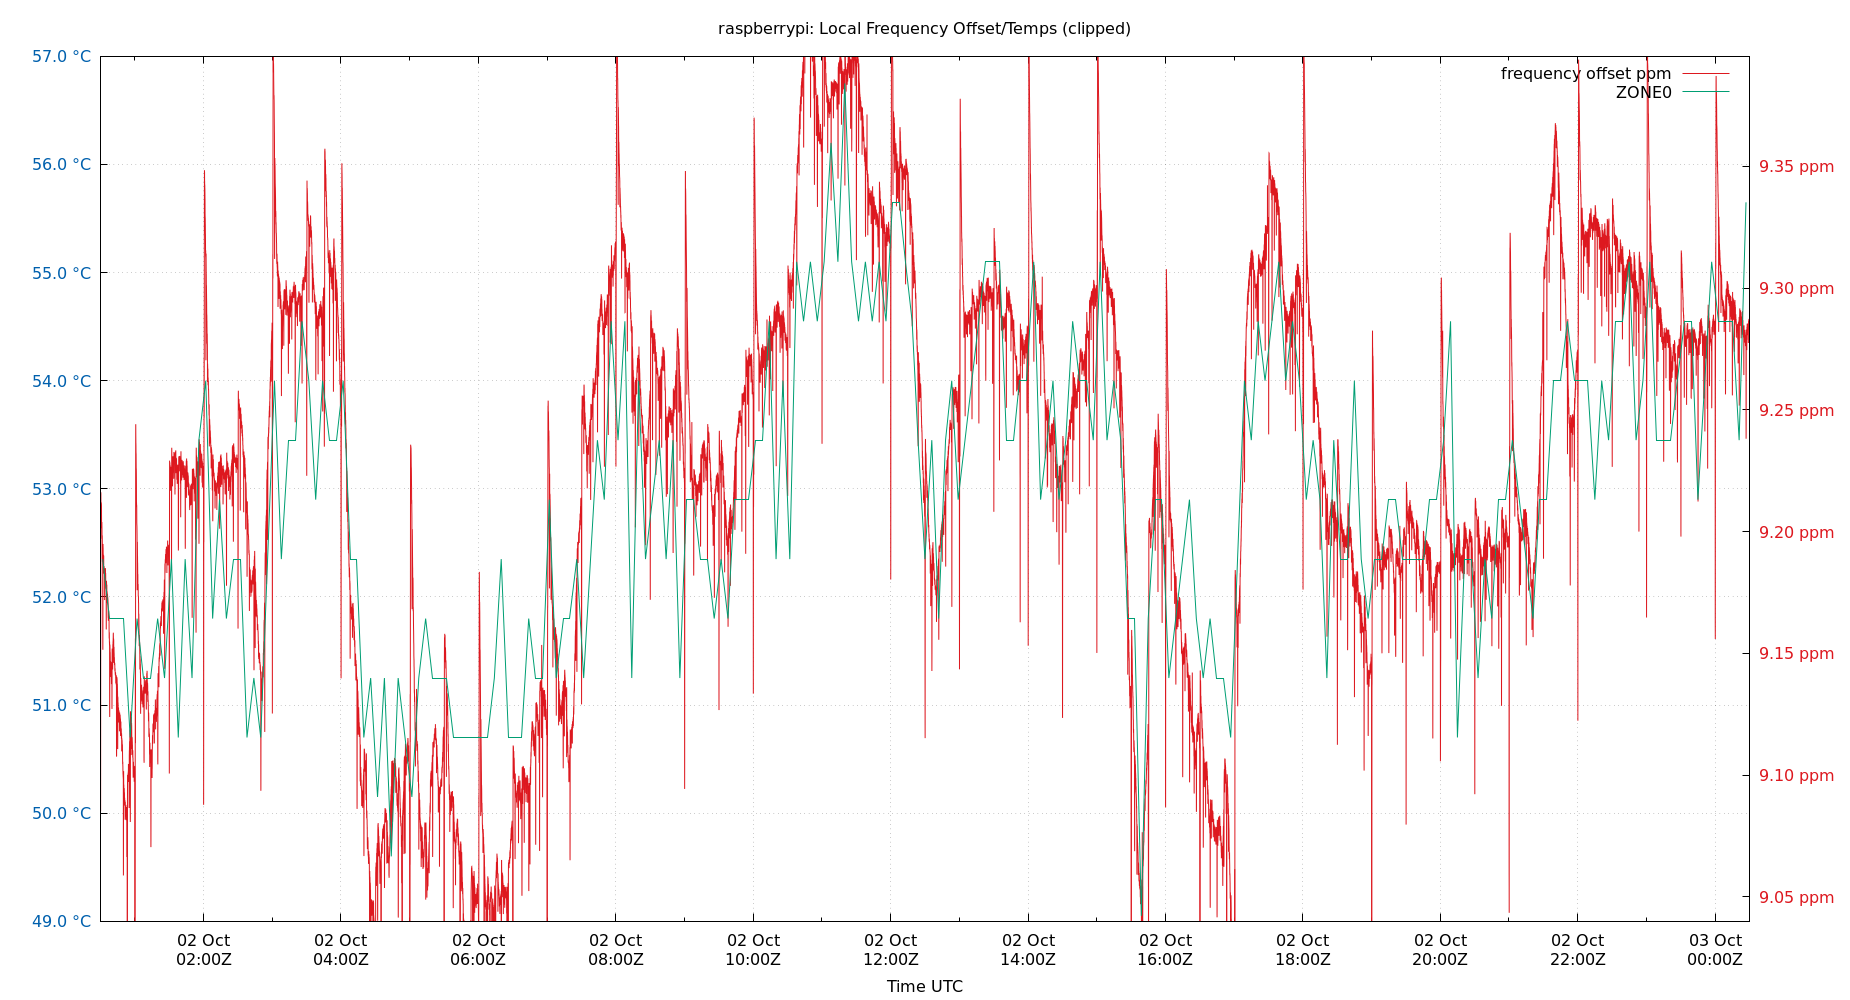 raspberrypi: Local Frequency Offset/Temps (clipped)
57.0 °C
56.0 °C
55.0 °C
54.0 °C
53.0 °C
52.0 °C
51.0 °C
50.0 °C
49.0 °C
frequency offset ppm
ZONE0
9.35 ppm
9.30 ppm
9.25 ppm
9.20 ppm
9.15 ppm
9.10 ppm
9.05 ppm
02 Oct 02 Oct 02 Oct 02 Oct 02 Oct 02 Oct 02 Oct 02 Oct 02 Oct 02 Oct 02 Oct 03 Oct
02:00Z 04:00Z 06:00Z 08:00Z 10:00Z 12:00Z 14:00Z 16:00Z 18:00Z 20:00Z 22:00Z 00:00Z
Time UTC